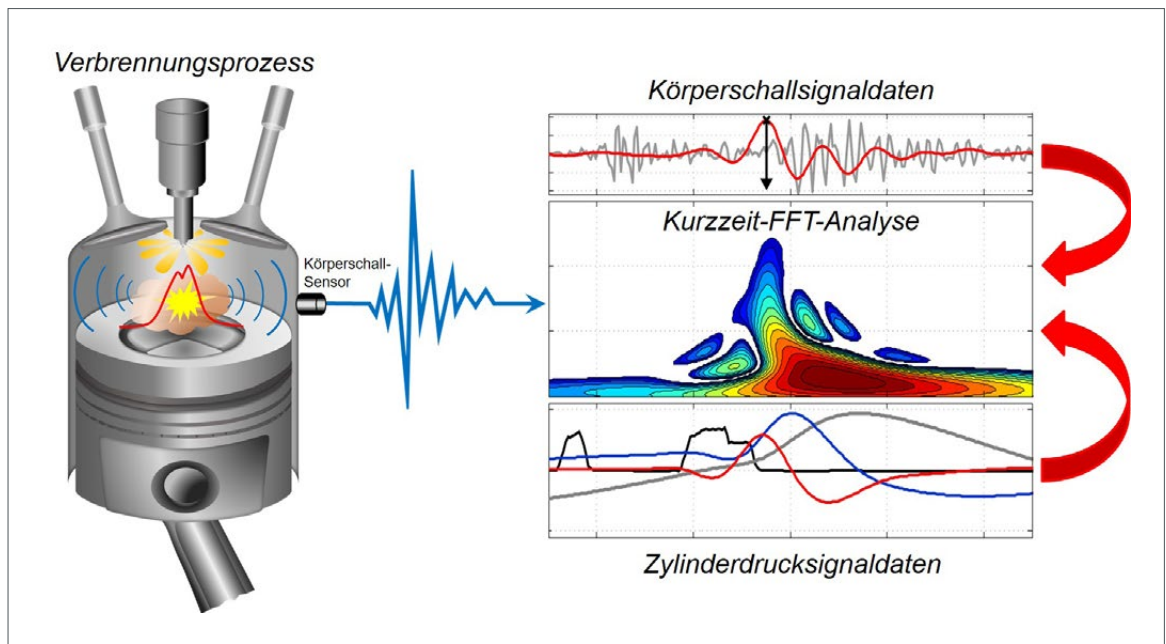 Verbrennungsprozess
Körperschall-
Sensor
Körperschallsignaldaten
Kurzzeit-FFT-Analyse
Zylinderdrucksignaldaten